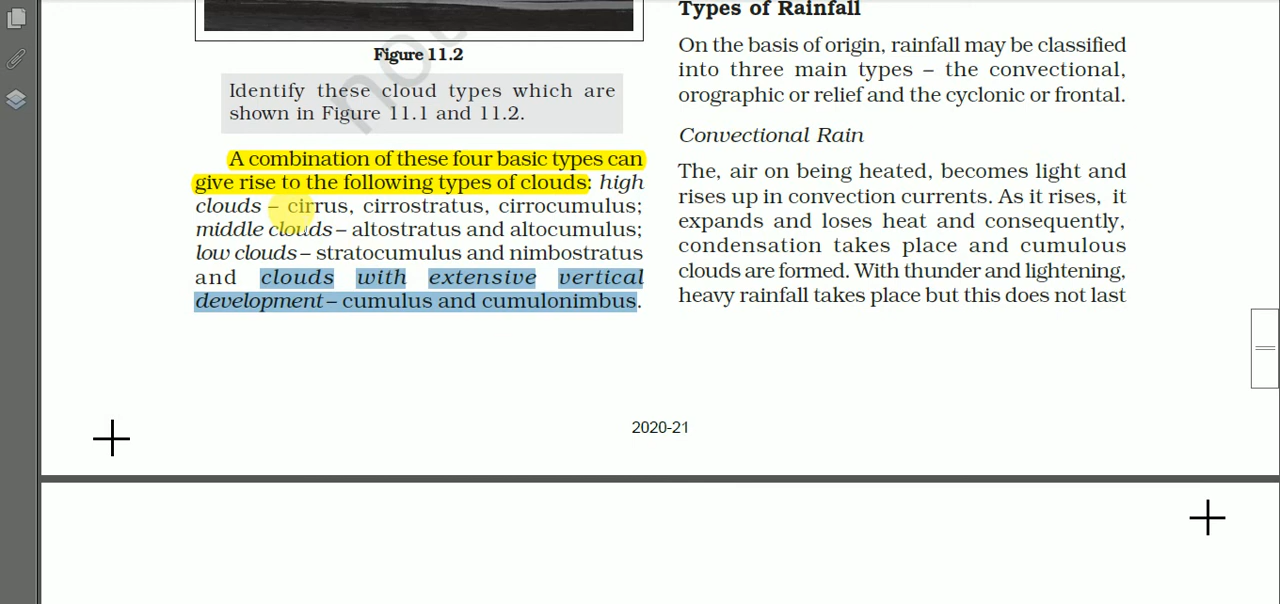 Figure 11.2
Identify these cloud types which are
shown in Figure 11.1 and 11.2.
A combination of these four basic types can
give rise to the following types of clouds: high
clouds – cirrus, cirrostratus, cirrocumulus;
middle clouds – altostratus and altocumulus;
low clouds – stratocumulus and nimbostratus
and clouds with extensive vertical
development – cumulus and cumulonimbus.
Types of Rainfall
On the basis of origin, rainfall may be classified
into three main types – the convectional,
orographic or relief and the cyclonic or frontal.
Convectional Rain
The, air on being heated, becomes light and
rises up in convection currents. As it rises, it
expands and loses heat and consequently,
condensation takes place and cumulous
clouds are formed. With thunder and lightening,
heavy rainfall takes place but this does not last
2020-21